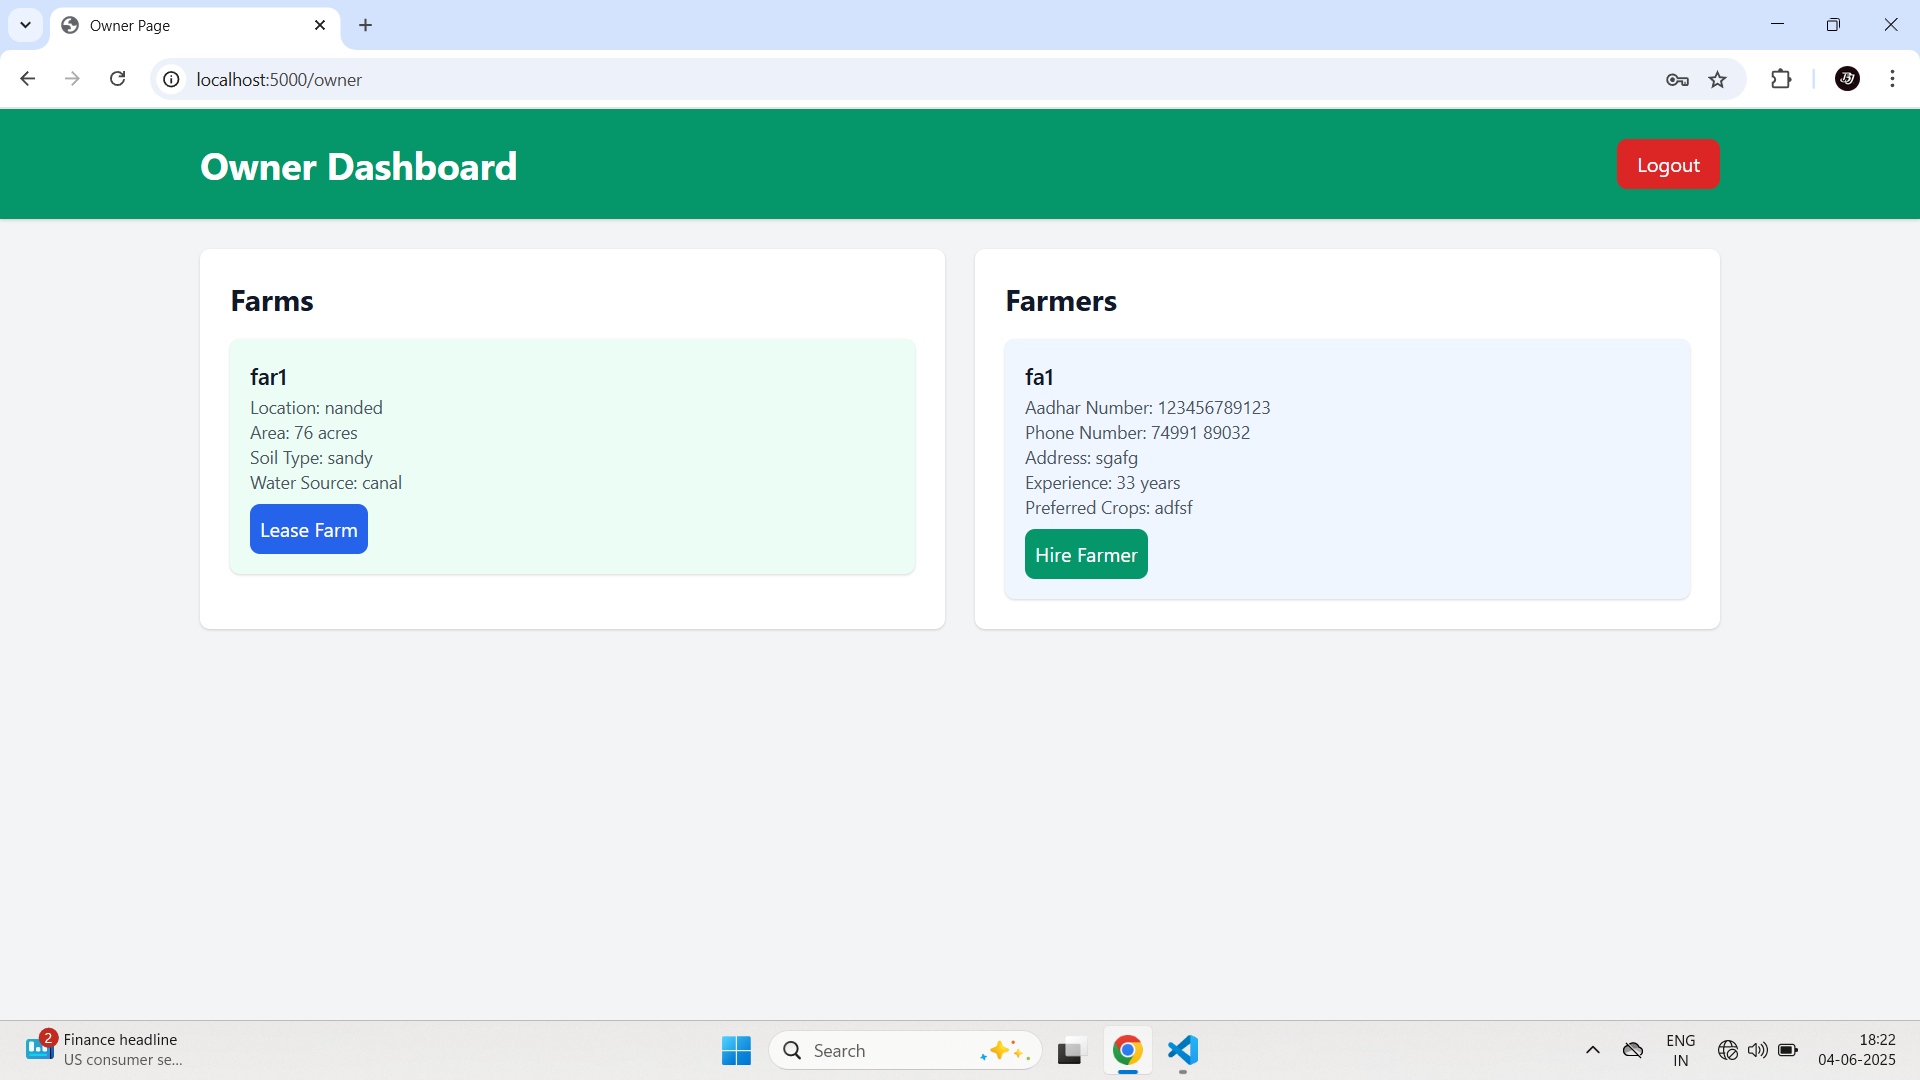 Owner Page
localhost:5000/owner
Owner Dashboard
Logout
Farms
far1
Location: nanded
Area: 76 acres
Soil Type: sandy
Water Source: canal
Lease Farm
Farmers
fa1
Aadhar Number: 123456789123
Phone Number: 74991 89032
Address: sgafg
Experience: 33 years
Preferred Crops: adfsf
Hire Farmer
2
Finance headline
US consumer se...
Search
ENG
IN
18:22
04-06-2025